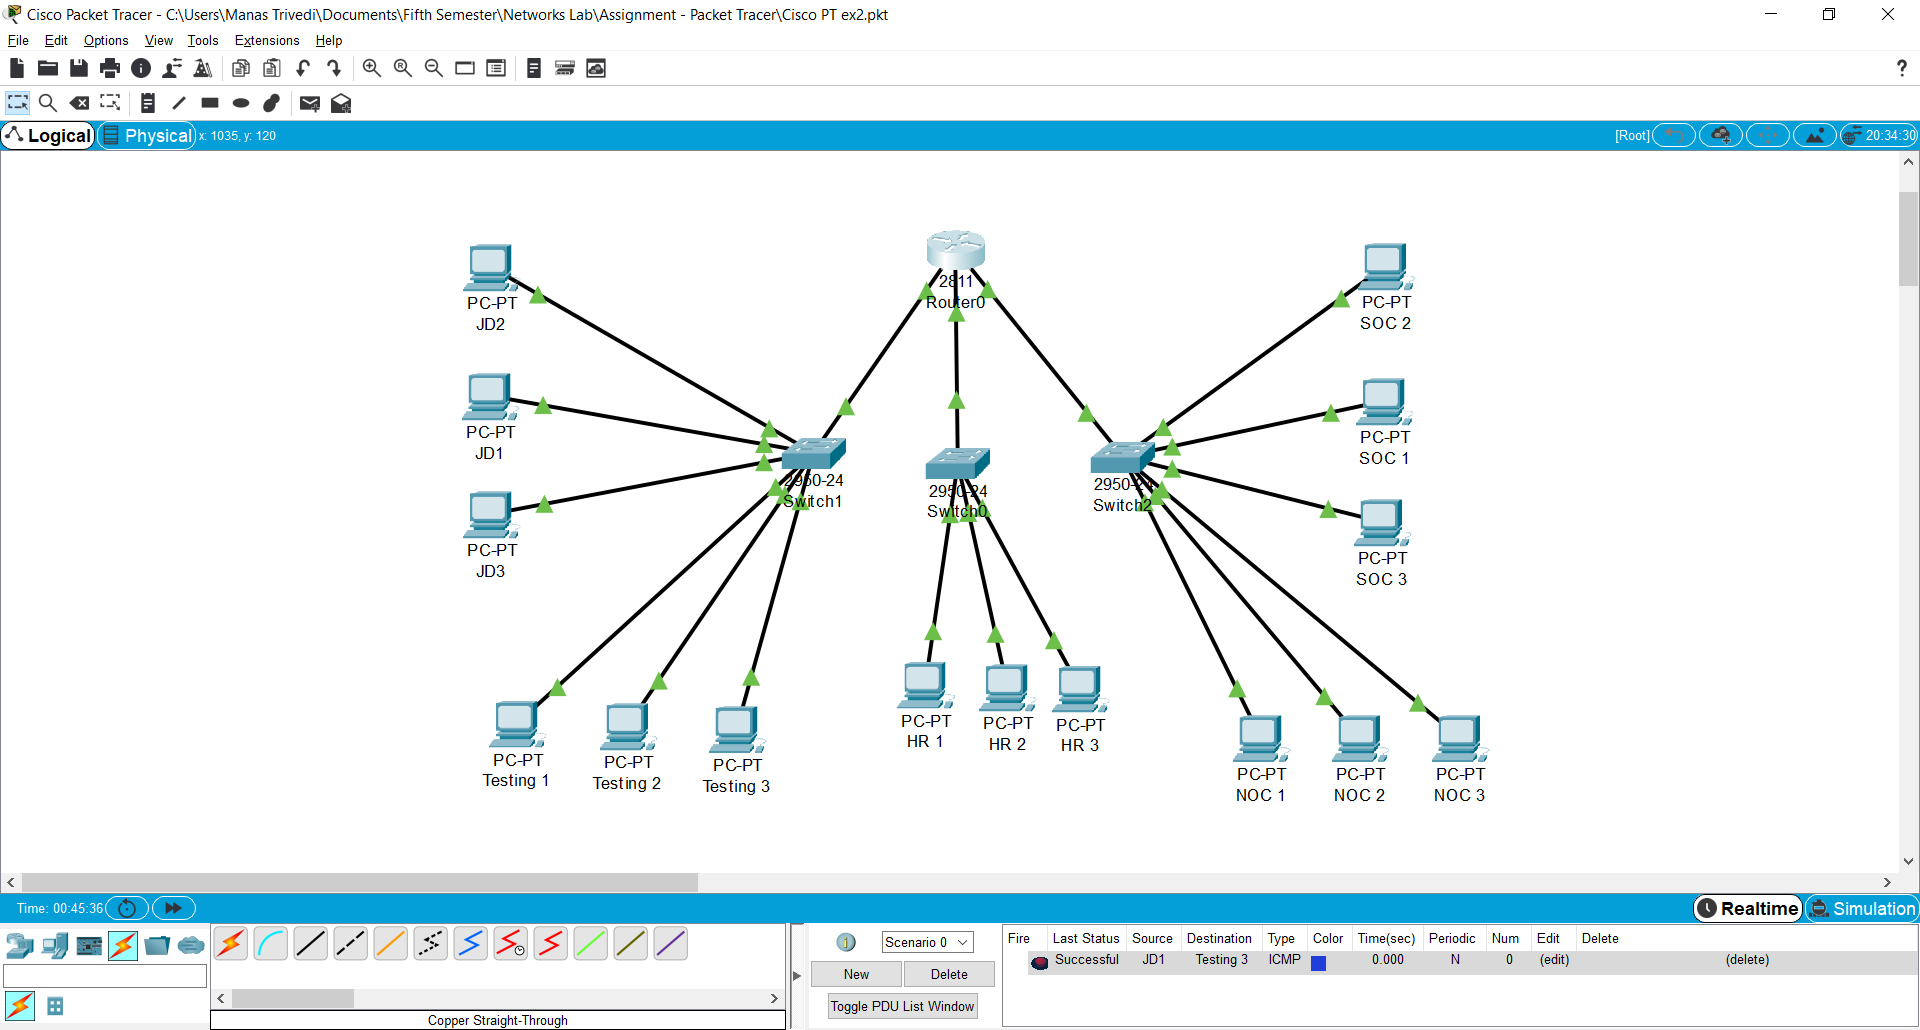 Cisco Packet Tracer - C:\Users\Manas Trivedi\Documents\Fifth Semester\Networks Lab\Assignment - Packet Tracer\Cisco PT ex2.pkt
File Edit Options View Tools Extensions Help
?
Logical Physical x: 1035, y: 120 [Root] 20:34:30
2811
Router0
PC-PT
JD2
PC-PT
SOC 2
PC-PT
JD1
PC-PT
SOC 1
2950-24
Switch1
2950-24
Switch0
2950-24
Switch2
PC-PT
JD3
PC-PT
SOC 3
PC-PT
HR 1
PC-PT
HR 2
PC-PT
HR 3
PC-PT
Testing 1
PC-PT
Testing 2
PC-PT
Testing 3
PC-PT
NOC 1
PC-PT
NOC 2
PC-PT
NOC 3
Time: 00:45:36 Realtime Simulation
Scenario 0
New Delete
Toggle PDU List Window
Fire Last Status Source Destination Type Color Time(sec) Periodic Num Edit Delete
Successful JD1 Testing 3 ICMP 0.000 N 0 (edit) (delete)
Copper Straight-Through